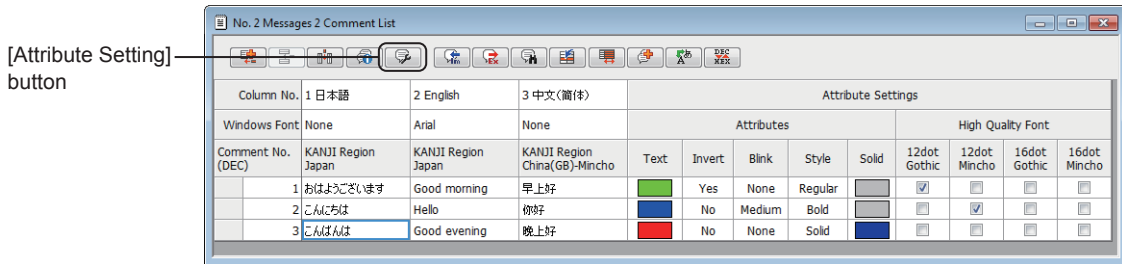 No. 2 Messages 2 Comment List
[Attribute Setting]
button
Im Ex DEC
HEX
Column No. 1 日本語 2 English 3 中文(简体) Attribute Settings
Windows Font None Arial None Attributes High Quality Font
Comment No.
(DEC) KANJI Region
Japan KANJI Region
Japan KANJI Region
China(GB)-Mincho Text Invert Blink Style Solid 12dot
Gothic 12dot
Mincho 16dot
Gothic 16dot
Mincho
1 おはようございます Good morning 早上好 Yes None Regular
2 こんにちは Hello 你好 No Medium Bold
3 こんばんは Good evening 晚上好 No None Solid